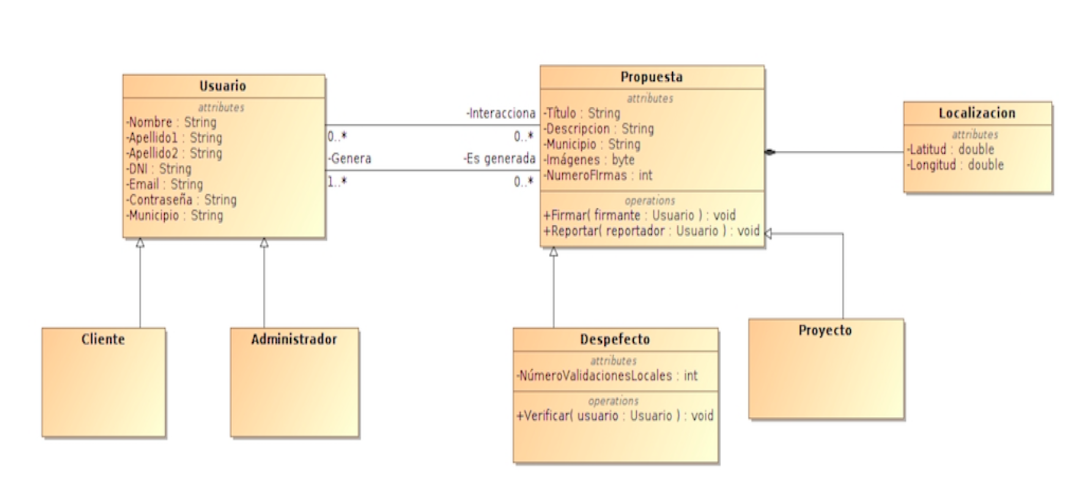 Usuario
attributes
-Nombre : String
-Apellido1 : String
-Apellido2 : String
-DNI : String
-Email : String
-Contraseña : String
-Municipio : String
-Interacciona
0..*
0..*
-Genera
-Es generada
1..*
0..*
Propuesta
attributes
-Título : String
-Descripcion : String
-Municipio : String
-Imágenes : byte
-NumeroFIrmas : int
operations
+Firmar( firmante : Usuario ) : void
+Reportar( reportador : Usuario ) : void
Localizacion
attributes
-Latitud : double
-Longitud : double
Cliente
Administrador
Despefecto
attributes
-NúmeroValidacionesLocales : int
operations
+Verificar( usuario : Usuario ) : void
Proyecto